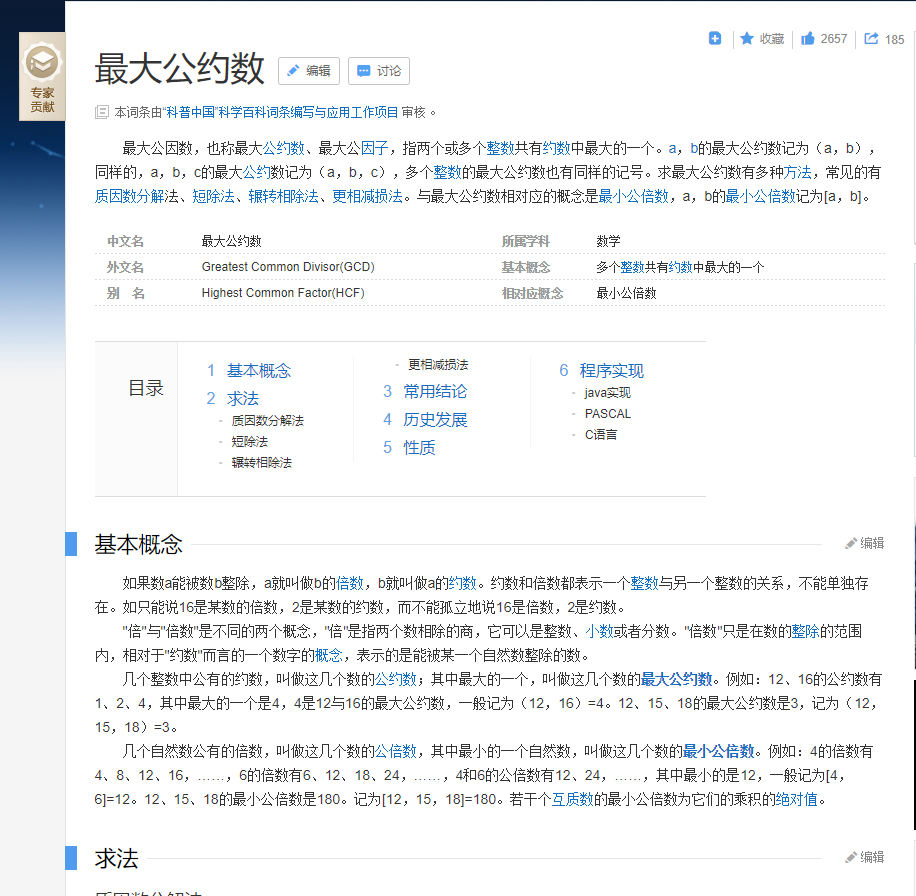 收藏 2657 185
专家
贡献
最大公约数 编辑 讨论
本词条由“科普中国”科学百科词条编写与应用工作项目 审核 。
最大公因数，也称最大公约数、最大公因子，指两个或多个整数共有约数中最大的一个。a，b的最大公约数记为（a，b），
同样的，a，b，c的最大公约数记为（a，b，c），多个整数的最大公约数也有同样的记号。求最大公约数有多种方法，常见的有
质因数分解法、短除法、辗转相除法、更相减损法。与最大公约数相对应的概念是最小公倍数，a，b的最小公倍数记为[a，b]。
中文名 最大公约数 所属学科 数学
外文名 Greatest Common Divisor(GCD) 基本概念 多个整数共有约数中最大的一个
别 名 Highest Common Factor(HCF) 相对应概念 最小公倍数
目录
1 基本概念
2 求法
- 质因数分解法
- 短除法
- 辗转相除法
- 更相减损法
3 常用结论
4 历史发展
5 性质
6 程序实现
- java实现
- PASCAL
- C语言
基本概念 编辑
如果数a能被数b整除，a就叫做b的倍数，b就叫做a的约数。约数和倍数都表示一个整数与另一个整数的关系，不能单独存
在。如只能说16是某数的倍数，2是某数的约数，而不能孤立地说16是倍数，2是约数。
"倍"与"倍数"是不同的两个概念，"倍"是指两个数相除的商，它可以是整数、小数或者分数。"倍数"只是在数的整除的范围
内，相对于"约数"而言的一个数字的概念，表示的是能被某一个自然数整除的数。
几个整数中公有的约数，叫做这几个数的公约数；其中最大的一个，叫做这几个数的最大公约数。例如：12、16的公约数有
1、2、4，其中最大的一个是4，4是12与16的最大公约数，一般记为（12，16）=4。12、15、18的最大公约数是3，记为（12，
15，18）=3。
几个自然数公有的倍数，叫做这几个数的公倍数，其中最小的一个自然数，叫做这几个数的最小公倍数。例如：4的倍数有
4、8、12、16，……，6的倍数有6、12、18、24，……，4和6的公倍数有12、24，……，其中最小的是12，一般记为[4，
6]=12。12、15、18的最小公倍数是180。记为[12，15，18]=180。若干个互质数的最小公倍数为它们的乘积的绝对值。
求法 编辑
质因数分解法